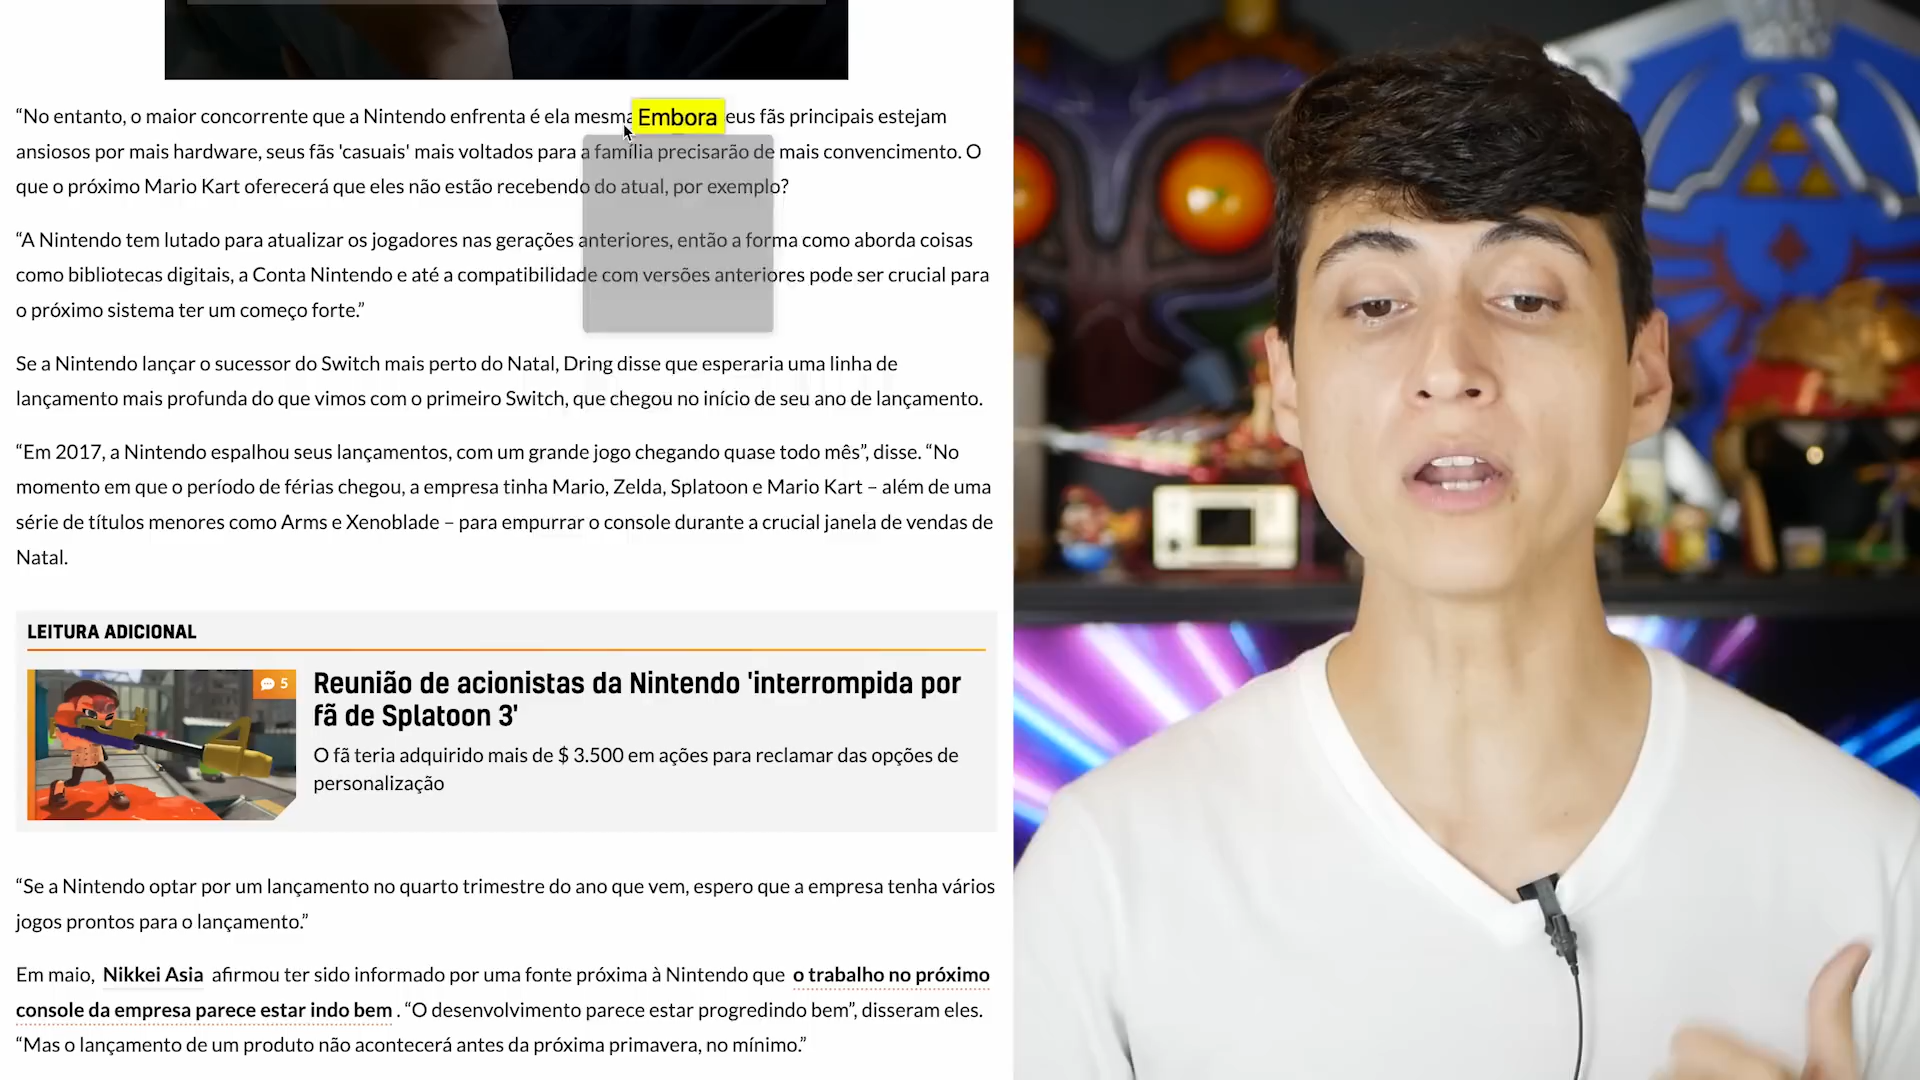 “No entanto, o maior concorrente que a Nintendo enfrenta é ela mesma Embora eus fãs principais estejam
ansiosos por mais hardware, seus fãs 'casuais' mais voltados para a família precisarão de mais convencimento. O
que o próximo Mario Kart oferecerá que eles não estão recebendo do atual, por exemplo?
“A Nintendo tem lutado para atualizar os jogadores nas gerações anteriores, então a forma como aborda coisas
como bibliotecas digitais, a Conta Nintendo e até a compatibilidade com versões anteriores pode ser crucial para
o próximo sistema ter um começo forte.”
Se a Nintendo lançar o sucessor do Switch mais perto do Natal, Dring disse que esperaria uma linha de
lançamento mais profunda do que vimos com o primeiro Switch, que chegou no início de seu ano de lançamento.
“Em 2017, a Nintendo espalhou seus lançamentos, com um grande jogo chegando quase todo mês”, disse. “No
momento em que o período de férias chegou, a empresa tinha Mario, Zelda, Splatoon e Mario Kart – além de uma
série de títulos menores como Arms e Xenoblade – para empurrar o console durante a crucial janela de vendas de
Natal.
LEITURA ADICIONAL
5
Reunião de acionistas da Nintendo 'interrompida por
fã de Splatoon 3'
O fã teria adquirido mais de $ 3.500 em ações para reclamar das opções de
personalização
“Se a Nintendo optar por um lançamento no quarto trimestre do ano que vem, espero que a empresa tenha vários
jogos prontos para o lançamento.”
Em maio, Nikkei Asia afirmou ter sido informado por uma fonte próxima à Nintendo que o trabalho no próximo
console da empresa parece estar indo bem . “O desenvolvimento parece estar progredindo bem”, disseram eles.
“Mas o lançamento de um produto não acontecerá antes da próxima primavera, no mínimo.”